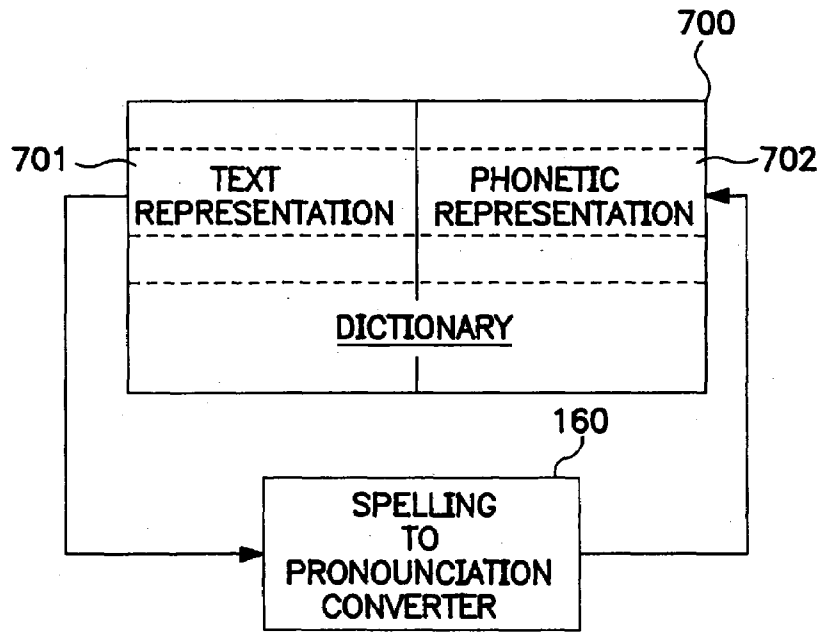 700
701
702
TEXT
REPRESENTATION
PHONETIC
REPRESENTATION
DICTIONARY
160
SPELLING
TO
PRONOUNCIATION
CONVERTER